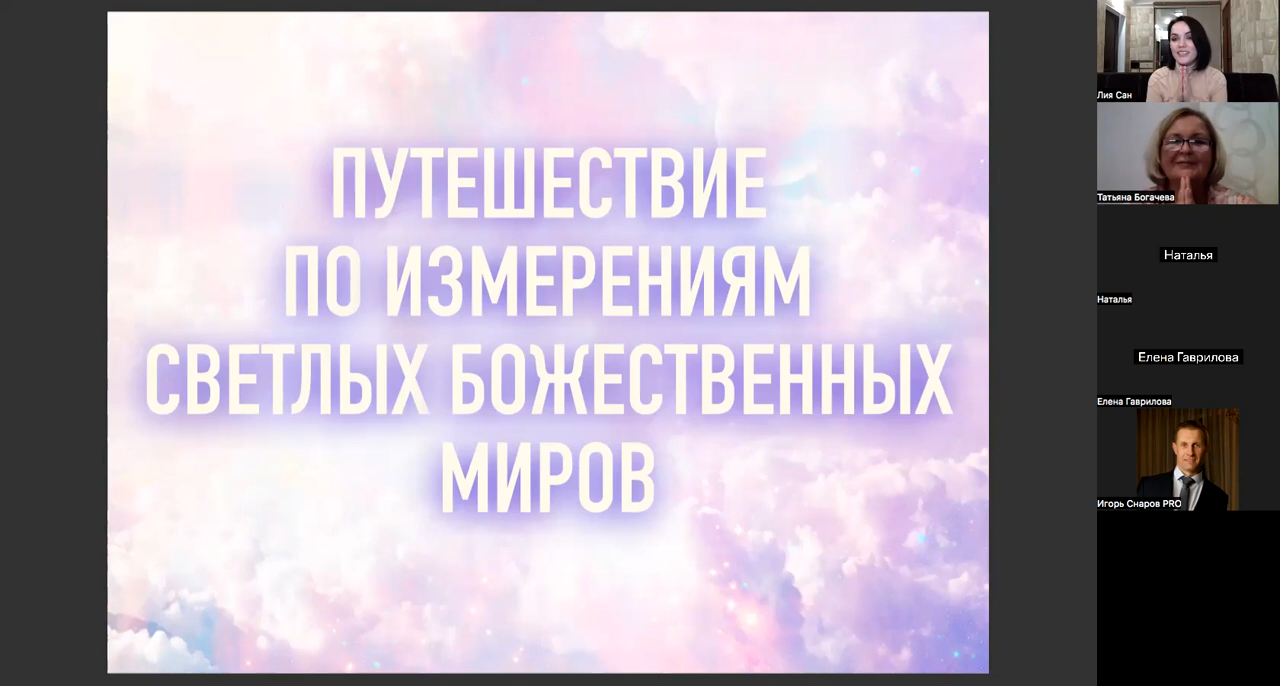 ПУТЕШЕСТВИЕ
ПО ИЗМЕРЕНИЯМ
СВЕТЛЫХ БОЖЕСТВЕННЫХ
МИРОВ
Лия Сан
Татьяна Богачева
Наталья
Наталья
Елена Гаврилова
Елена Гаврилова
Игорь Снаров PRO